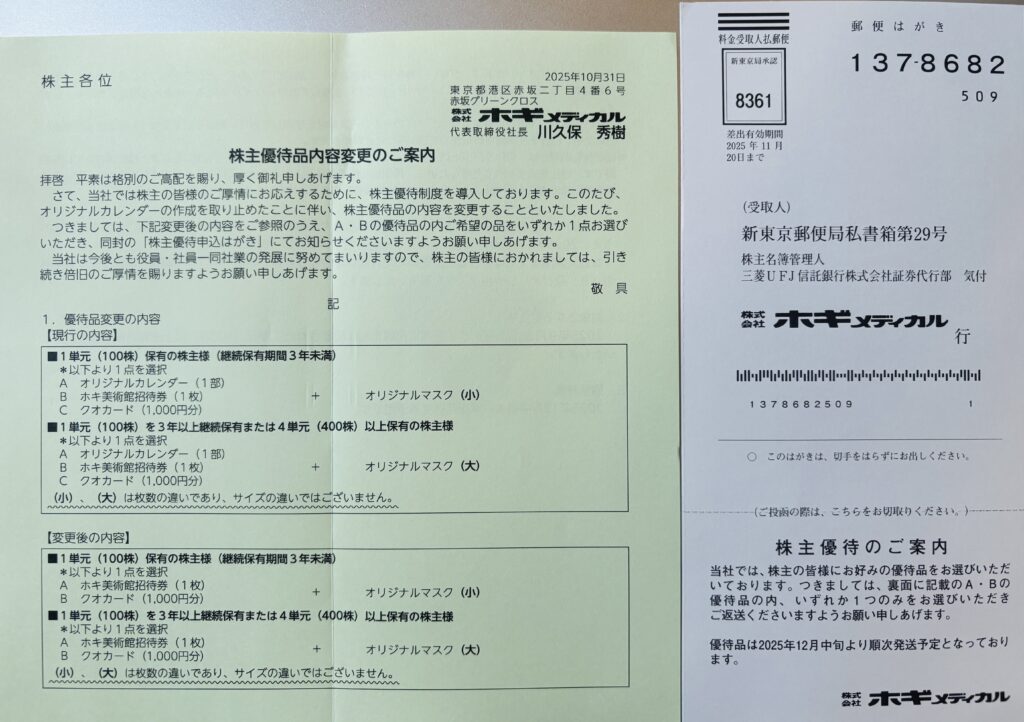 株主各位
2025年10月31日
東京都港区赤坂二丁目4番6号
赤坂グリーンクロス
株式会社 ホギメディカル
代表取締役社長 川久保 秀樹
株主優待品内容変更のご案内
拝啓 平素は格別のご高配を賜り、厚く御礼申しあげます。
さて、当社では株主の皆様のご厚情にお応えするために、株主優待制度を導入しております。このたび、
オリジナルカレンダーの作成を取り止めたことに伴い、株主優待品の内容を変更することといたしました。
つきましては、下記変更後の内容をご参照のうえ、A・Bの優待品の内ご希望の品をいずれか1点お選び
いただき、同封の「株主優待申込はがき」にてお知らせくださいますようお願い申しあげます。
当社は今後とも役員・社員一同社業の発展に努めてまいりますので、株主の皆様におかれましては、引き
続き倍旧のご厚情を賜りますようお願い申しあげます。
敬具
記
1.優待品変更の内容
【現行の内容】
■1単元(100株)保有の株主様(継続保有期間3年未満)
*以下より1点を選択
A オリジナルカレンダー(1部)
B ホキ美術館招待券(1枚) + オリジナルマスク(小)
C クオカード(1,000円分)
■1単元(100株)を3年以上継続保有または4単元(400株)以上保有の株主様
*以下より1点を選択
A オリジナルカレンダー(1部)
B ホキ美術館招待券(1枚) + オリジナルマスク(大)
C クオカード(1,000円分)
(小)、(大)は枚数の違いであり、サイズの違いではございません。
【変更後の内容】
■1単元(100株)保有の株主様(継続保有期間3年未満)
*以下より1点を選択
A ホキ美術館招待券(1枚) + オリジナルマスク(小)
B クオカード(1,000円分)
■1単元(100株)を3年以上継続保有または4単元(400株)以上保有の株主様
*以下より1点を選択
A ホキ美術館招待券(1枚) + オリジナルマスク(大)
B クオカード(1,000円分)
(小)、(大)は枚数の違いであり、サイズの違いではございません。
料金受取人払郵便
新東京局承認
8361
差出有効期間
2025年11月
20日まで
郵便はがき
137-8682
509
(受取人)
新東京郵便局私書箱第29号
株主名簿管理人
三菱UFJ信託銀行株式会社証券代行部 気付
株式会社 ホギメディカル 行
1378682509 1
○ このはがきは、切手をはらずにお出しください。
(ご投函の際は、こちらをお切取りください。)
株主優待のご案内
当社では、株主の皆様にお好みの優待品をお選びいただ
いております。つきましては、裏面に記載のA・Bの
優待品の内、いずれか1つのみをお選びいただき
ご返送くださいますようお願い申しあげます。
優待品は2025年12月中旬より順次発送予定となっており
ます。
株式会社 ホギメディカル